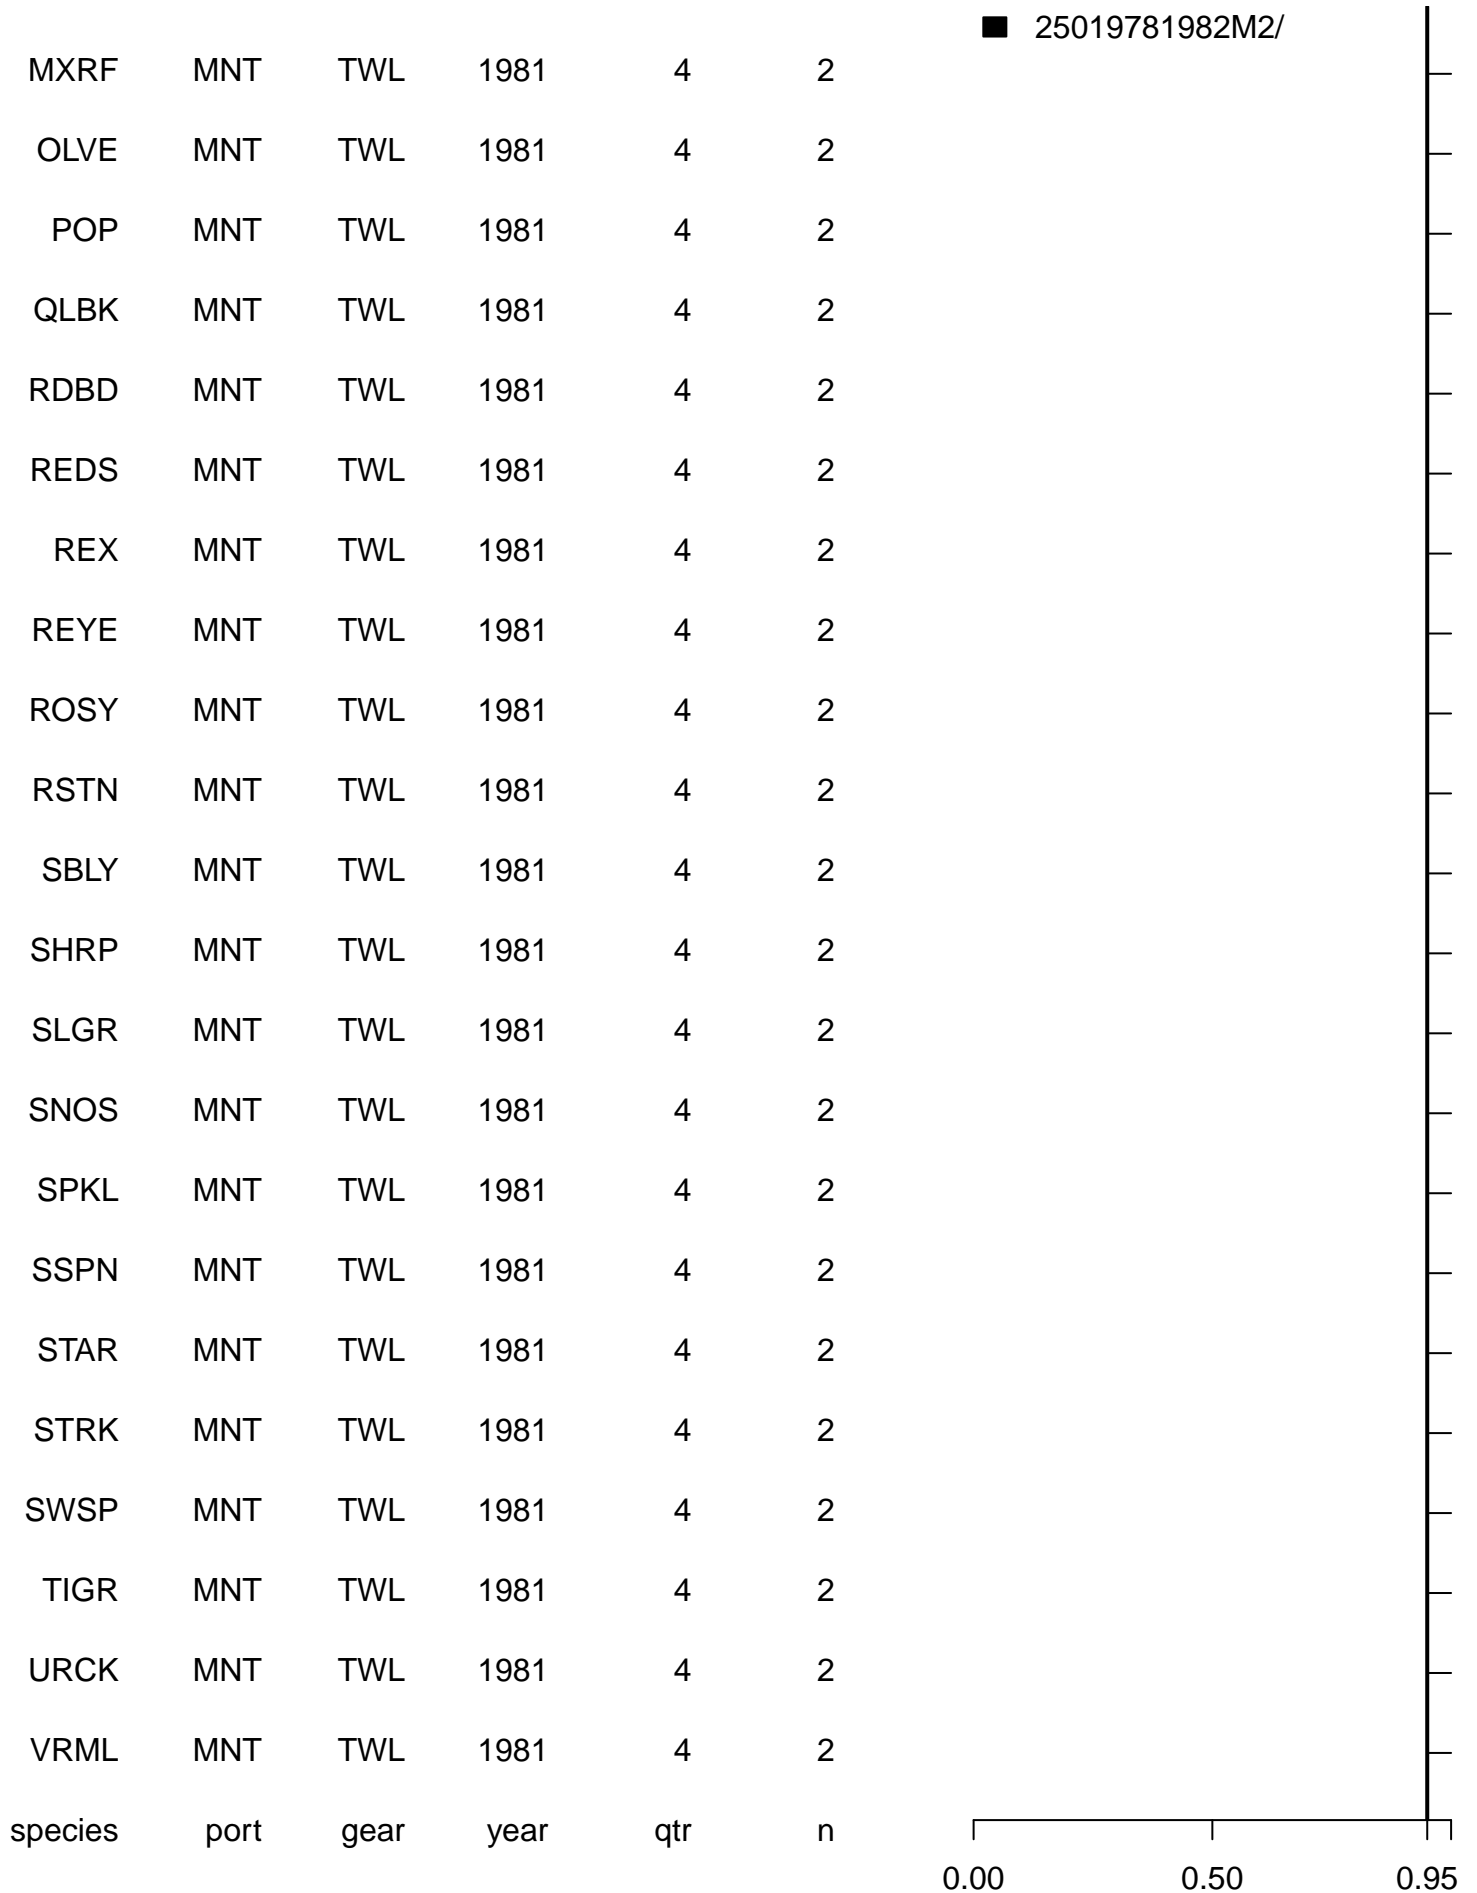 25019781982M2/
MXRF MNT TWL 1981 4 2
OLVE MNT TWL 1981 4 2
POP MNT TWL 1981 4 2
QLBK MNT TWL 1981 4 2
RDBD MNT TWL 1981 4 2
REDS MNT TWL 1981 4 2
REX MNT TWL 1981 4 2
REYE MNT TWL 1981 4 2
ROSY MNT TWL 1981 4 2
RSTN MNT TWL 1981 4 2
SBLY MNT TWL 1981 4 2
SHRP MNT TWL 1981 4 2
SLGR MNT TWL 1981 4 2
SNOS MNT TWL 1981 4 2
SPKL MNT TWL 1981 4 2
SSPN MNT TWL 1981 4 2
STAR MNT TWL 1981 4 2
STRK MNT TWL 1981 4 2
SWSP MNT TWL 1981 4 2
TIGR MNT TWL 1981 4 2
URCK MNT TWL 1981 4 2
VRML MNT TWL 1981 4 2
species port gear year qtr n
0.00 0.50 0.95